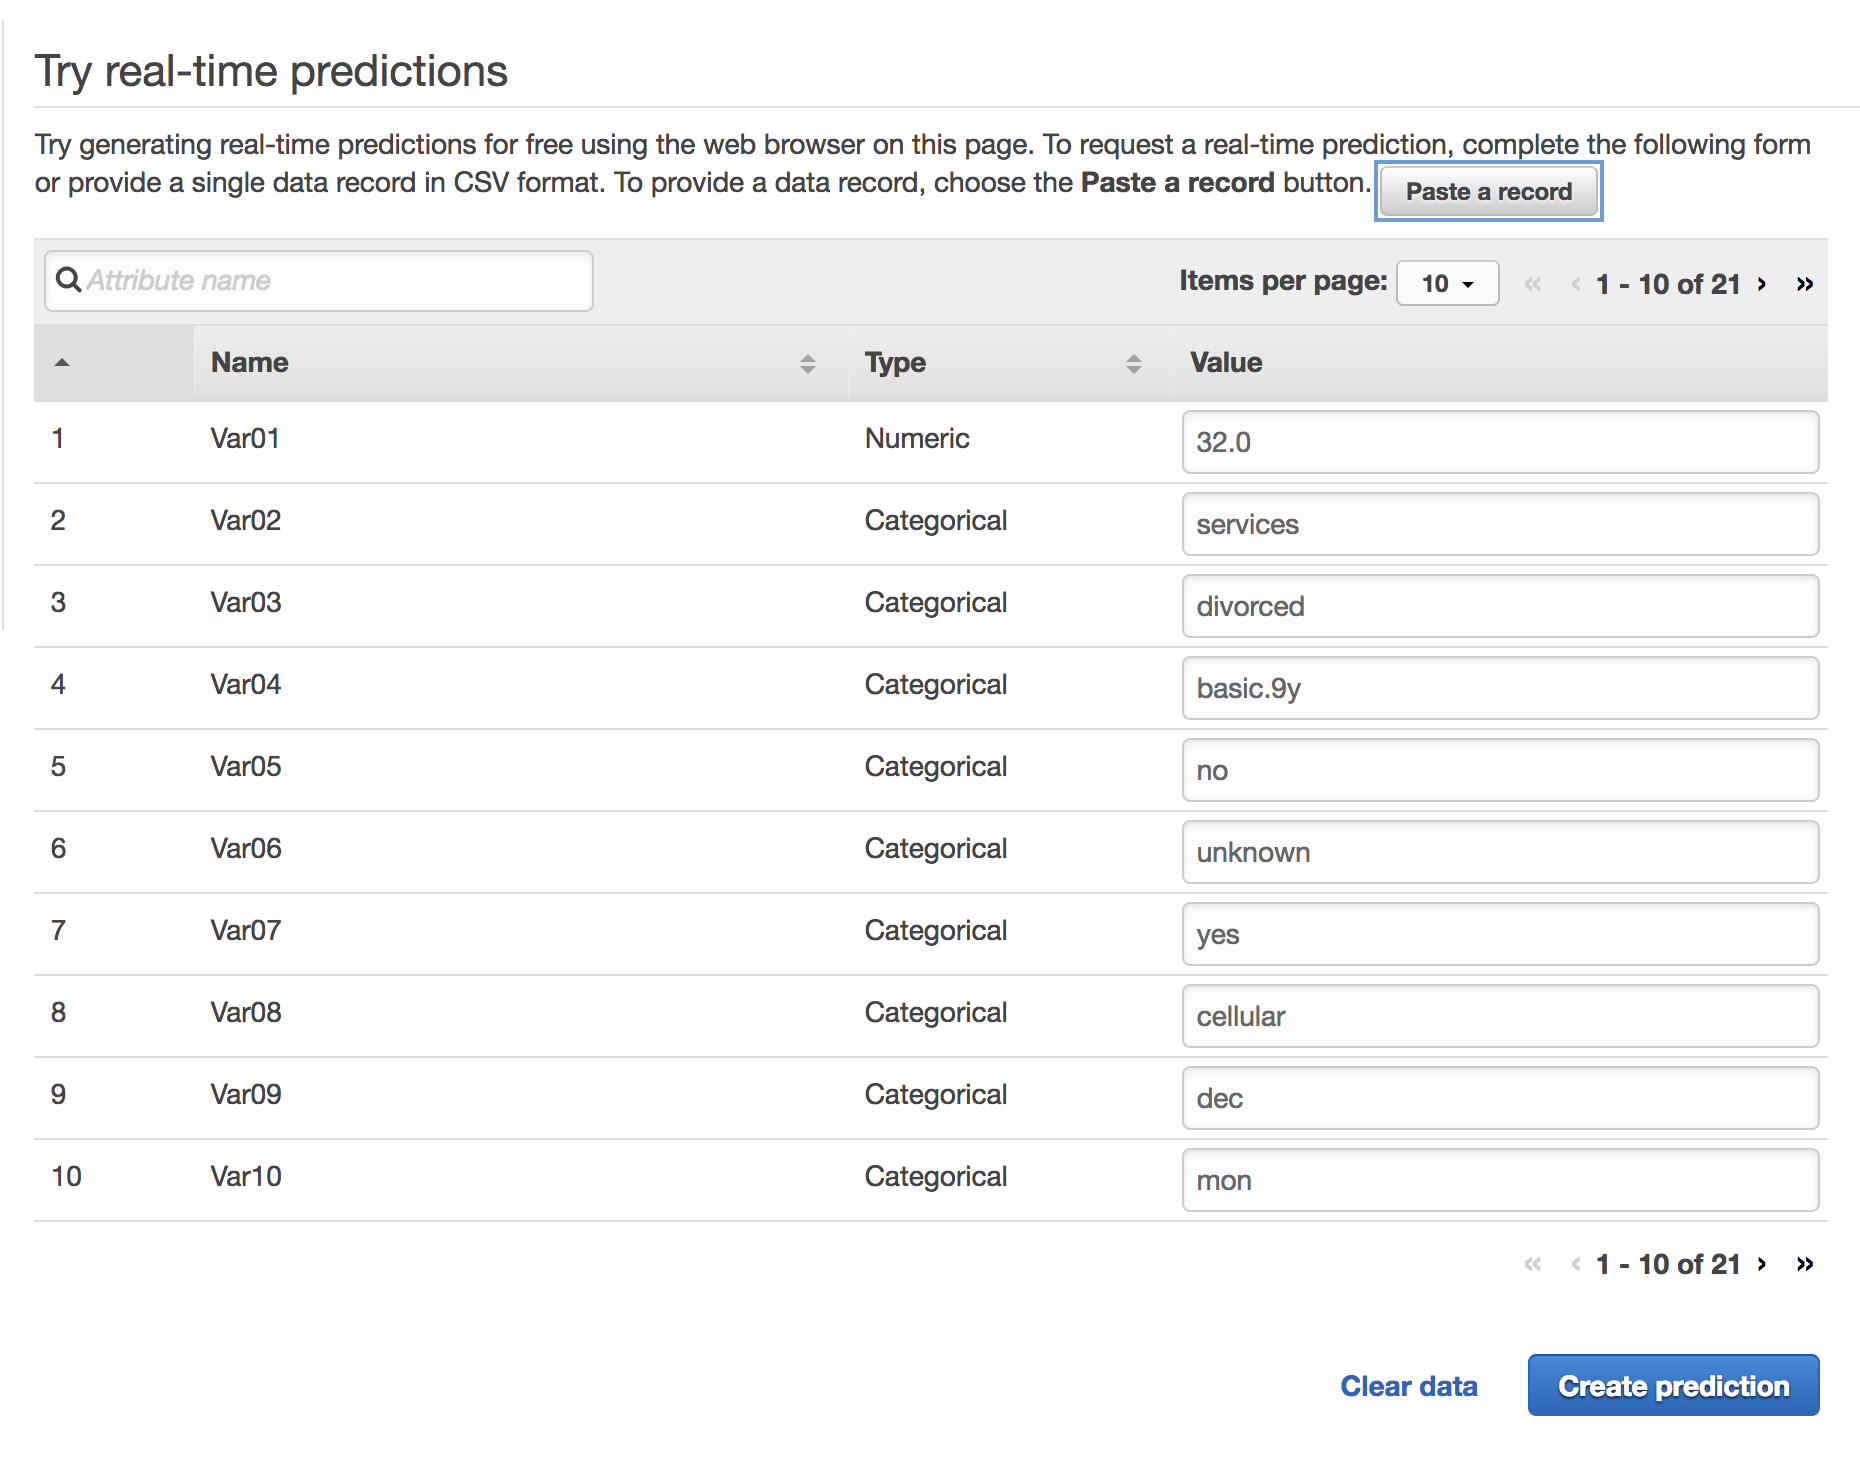 Try real-time predictions
Try generating real-time predictions for free using the web browser on this page. To request a real-time prediction, complete the following form
or provide a single data record in CSV format. To provide a data record, choose the Paste a record button. Paste a record
Attribute name Items per page: 10 « ‹ 1 - 10 of 21 › »
Name Type Value
1 Var01 Numeric 32.0
2 Var02 Categorical services
3 Var03 Categorical divorced
4 Var04 Categorical basic.9y
5 Var05 Categorical no
6 Var06 Categorical unknown
7 Var07 Categorical yes
8 Var08 Categorical cellular
9 Var09 Categorical dec
10 Var10 Categorical mon
« ‹ 1 - 10 of 21 › »
Clear data Create prediction